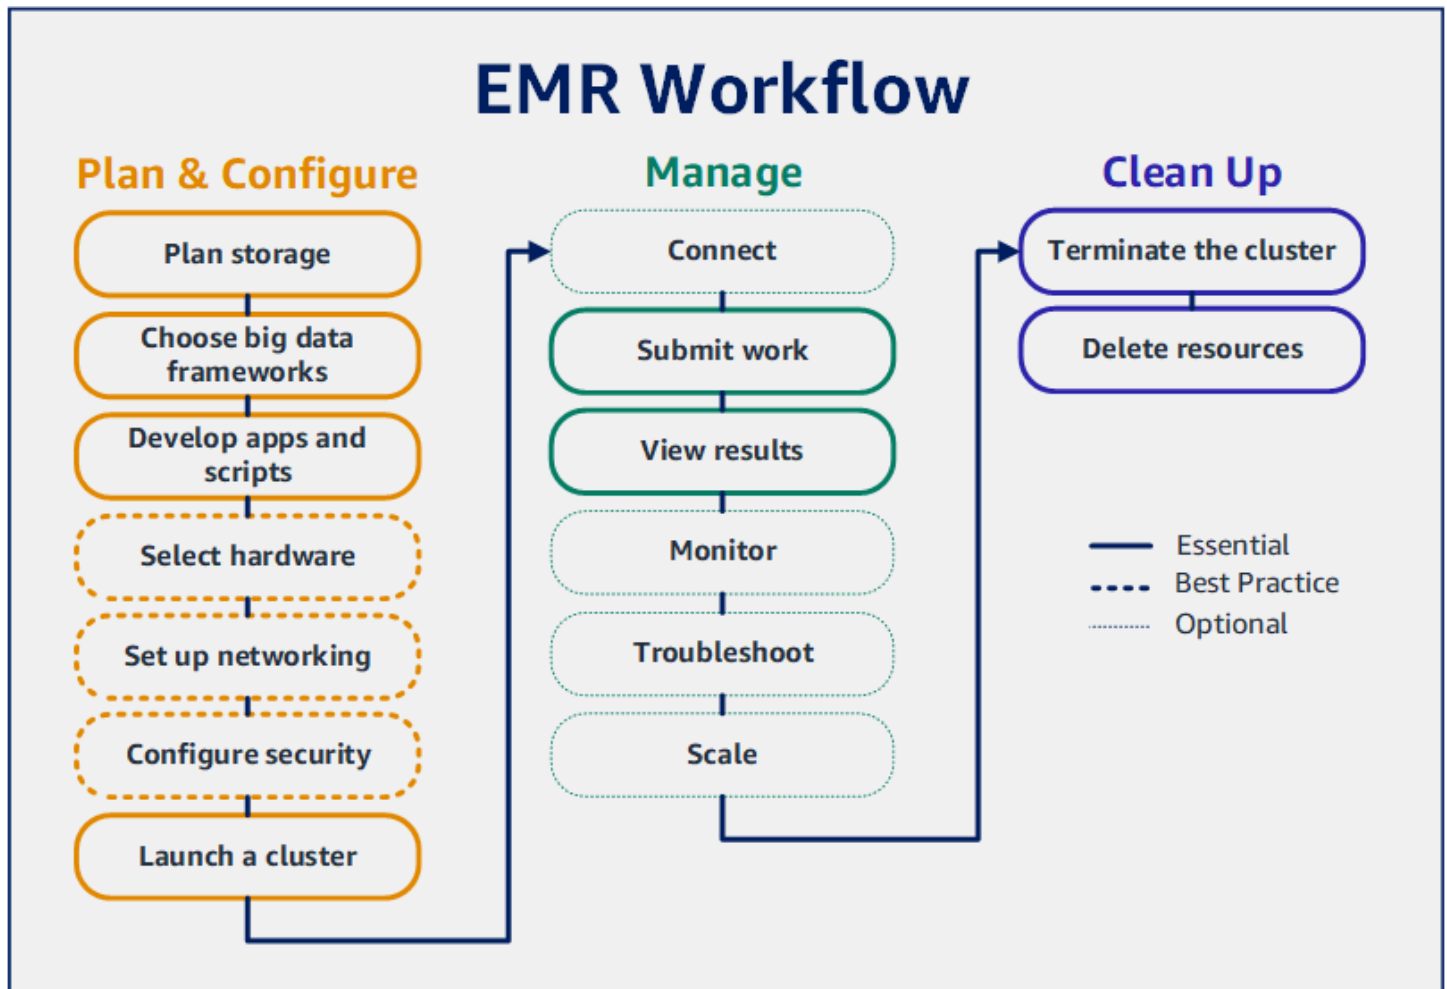 EMR Workflow
Plan & Configure
Plan storage
Choose big data
frameworks
Develop apps and
scripts
Select hardware
Set up networking
Configure security
Launch a cluster
Manage
Connect
Submit work
View results
Monitor
Troubleshoot
Scale
Clean Up
Terminate the cluster
Delete resources
Essential
Best Practice
Optional